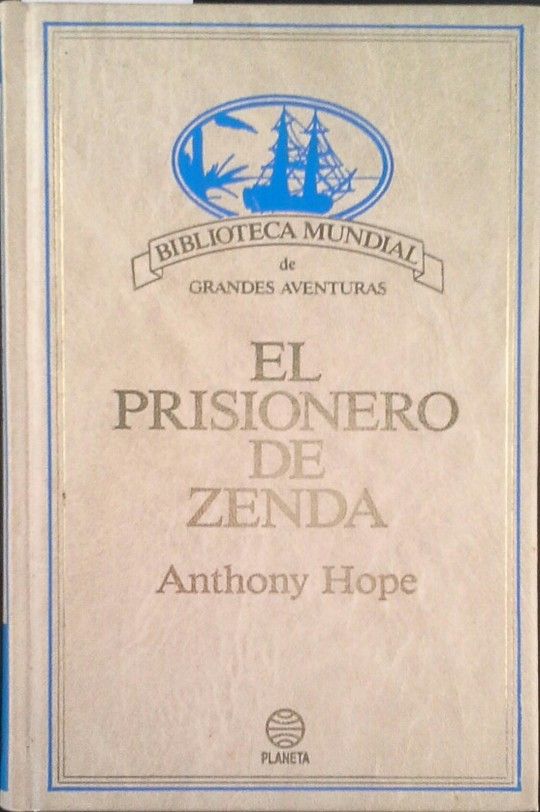 BIBLIOTECA MUNDIAL
de
GRANDES AVENTURAS
EL
PRISIONERO
DE
ZENDA
Anthony Hope
PLANETA